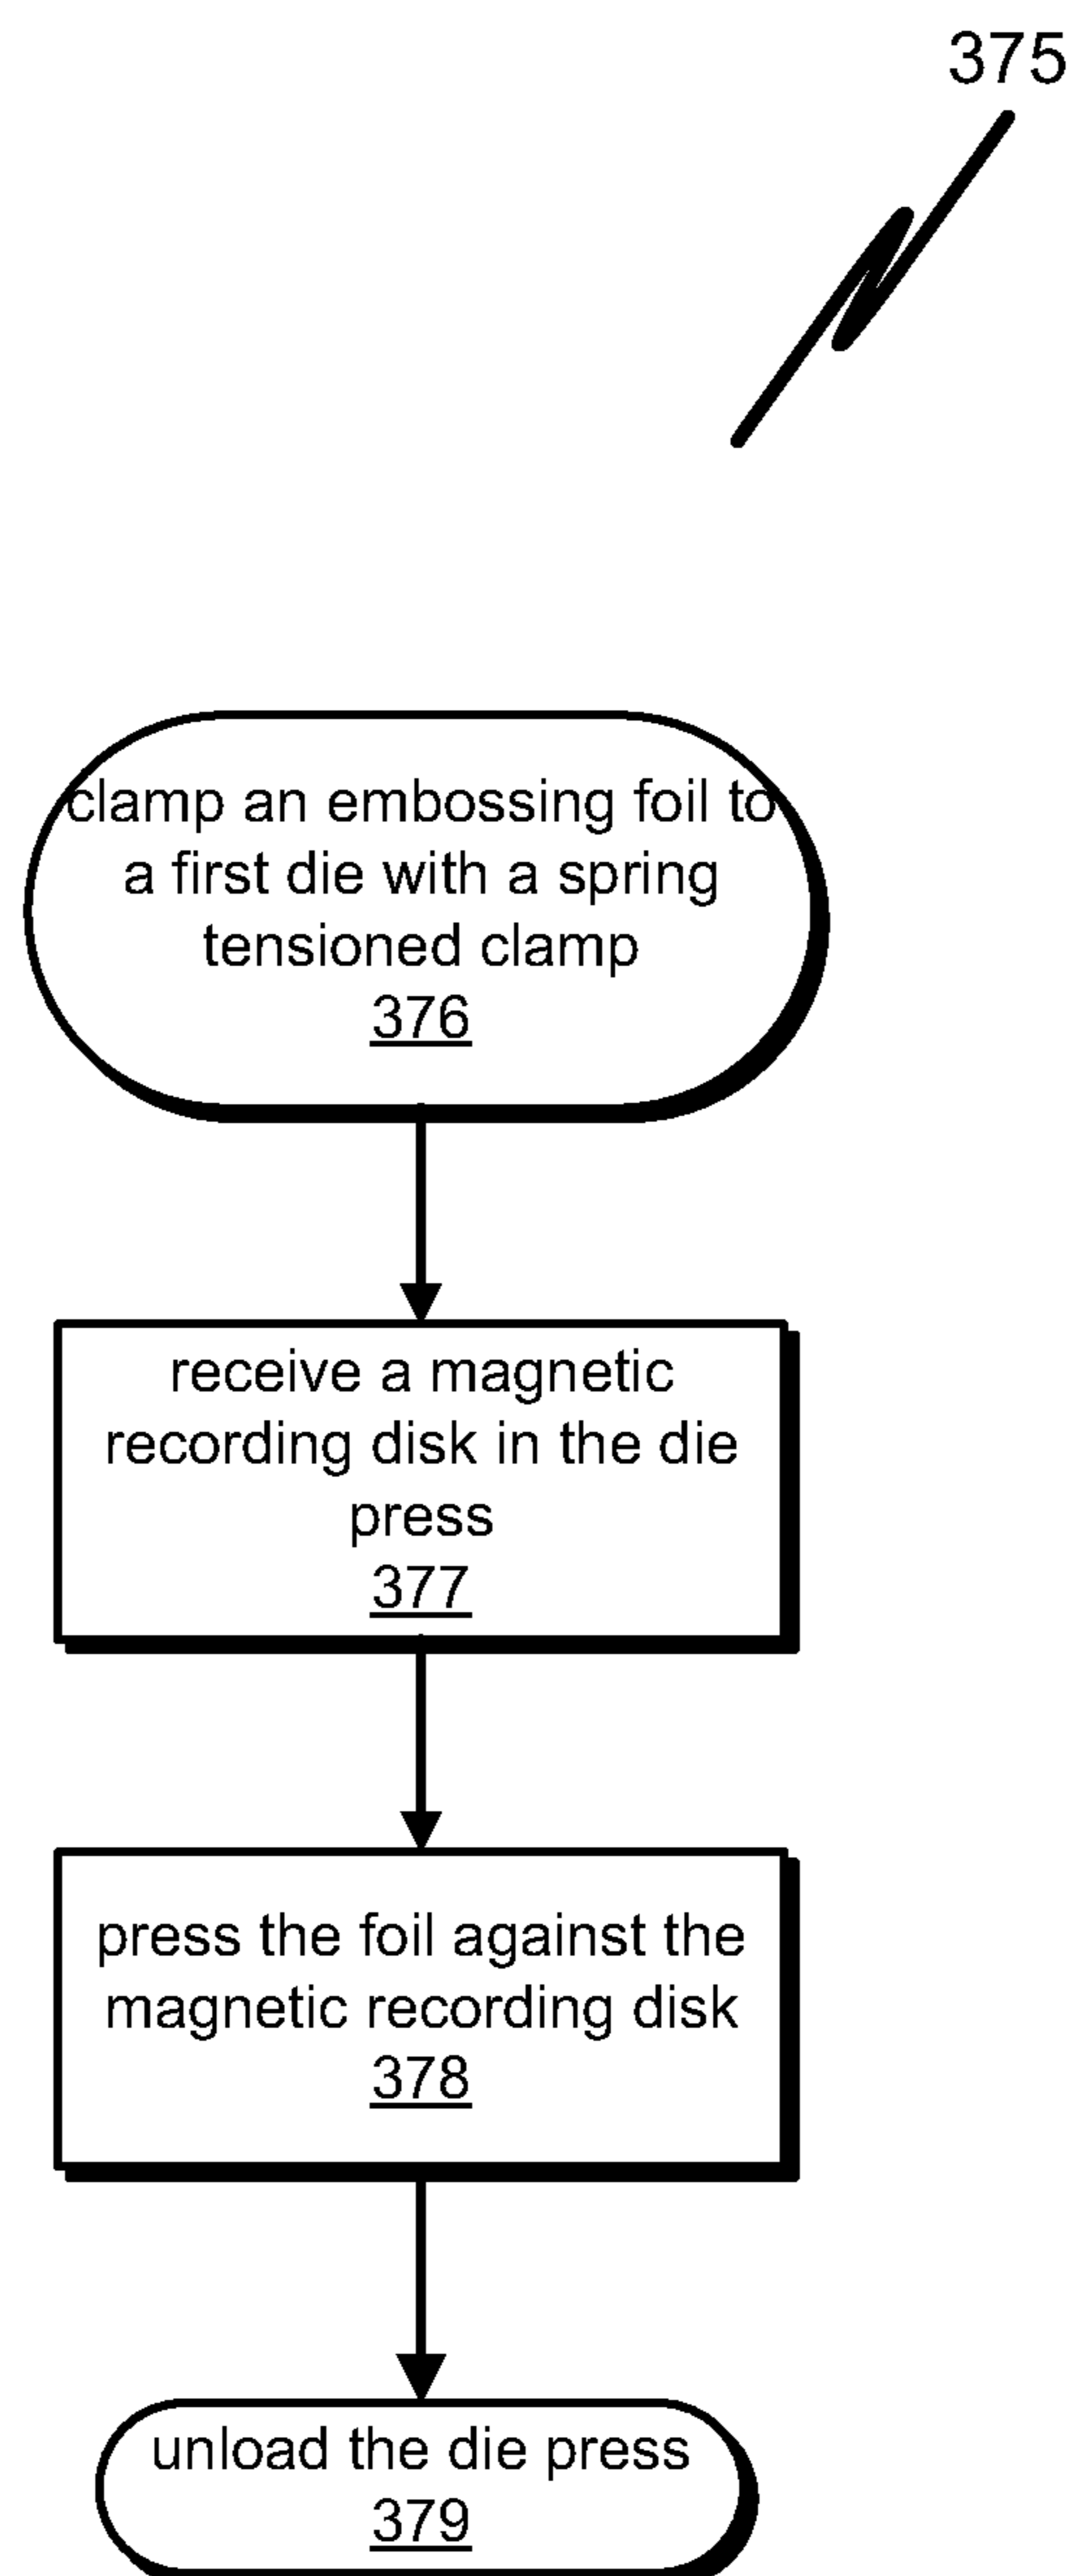 375
clamp an embossing foil to
a first die with a spring
tensioned clamp
376
receive a magnetic
recording disk in the die
press
377
press the foil against the
magnetic recording disk
378
unload the die press
379